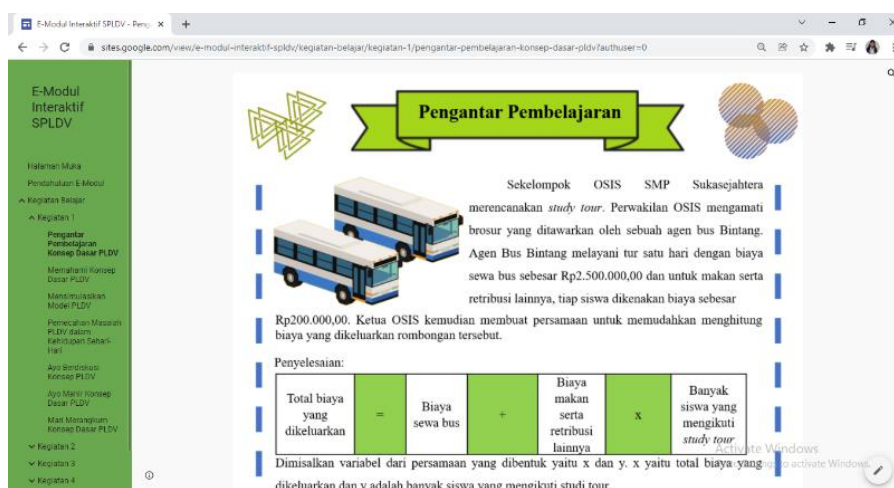 E-Modul Interaktif SPLDV - Peng
sites.google.com/view/e-modul-interaktif-spldv/kegiatan-belajar/kegiatan-1/pengantar-pembelajaran-konsep-dasar-pldv?authuser=0
E-Modul
Interaktif
SPLDV
Halaman Muka
Pendahuluan E-Modul
Kegiatan Belajar
Kegiatan 1
Pengantar
Pembelajaran
Konsep Dasar PLDV
Memahami Konsep
Dasar PLDV
Mensimulasikan
Model PLDV
Pemecahan Masalah
PLDV dalam
Kehidupan Sehari-
Hari
Ayo Berdiskusi
Konsep PLDV
Ayo Mahir Konsep
Dasar PLDV
Mari Merangkum
Konsep Dasar PLDV
Kegiatan 2
Kegiatan 3
Kegiatan 4
Pengantar Pembelajaran
Sekelompok OSIS SMP Sukasejahtera
merencanakan study tour. Perwakilan OSIS mengamati
brosur yang ditawarkan oleh sebuah agen bus Bintang.
Agen Bus Bintang melayani tur satu hari dengan biaya
sewa bus sebesar Rp2.500.000,00 dan untuk makan serta
retribusi lainnya, tiap siswa dikenakan biaya sebesar
Rp200.000,00. Ketua OSIS kemudian membuat persamaan untuk memudahkan menghitung
biaya yang dikeluarkan rombongan tersebut.
Penyelesaian:
Total biaya
yang
dikeluarkan
=
Biaya
sewa bus
+
Biaya
makan
serta
retribusi
lainnya
x
Banyak
siswa yang
mengikuti
study tour
Activate Windows
to activate Windows.
Dimisalkan variabel dari persamaan yang dibentuk yaitu x dan y. x yaitu total biaya yang
dikeluarkan dan y adalah banyak siswa yang mengikuti studi tour